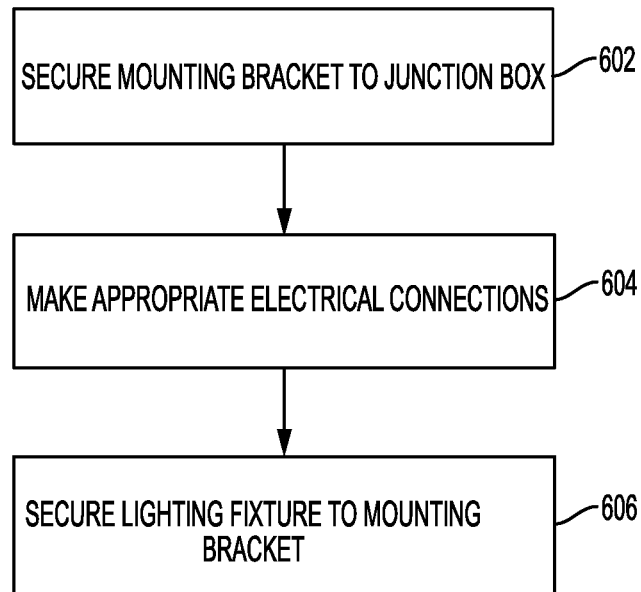 SECURE MOUNTING BRACKET TO JUNCTION BOX
602
MAKE APPROPRIATE ELECTRICAL CONNECTIONS
604
SECURE LIGHTING FIXTURE TO MOUNTING
BRACKET
606